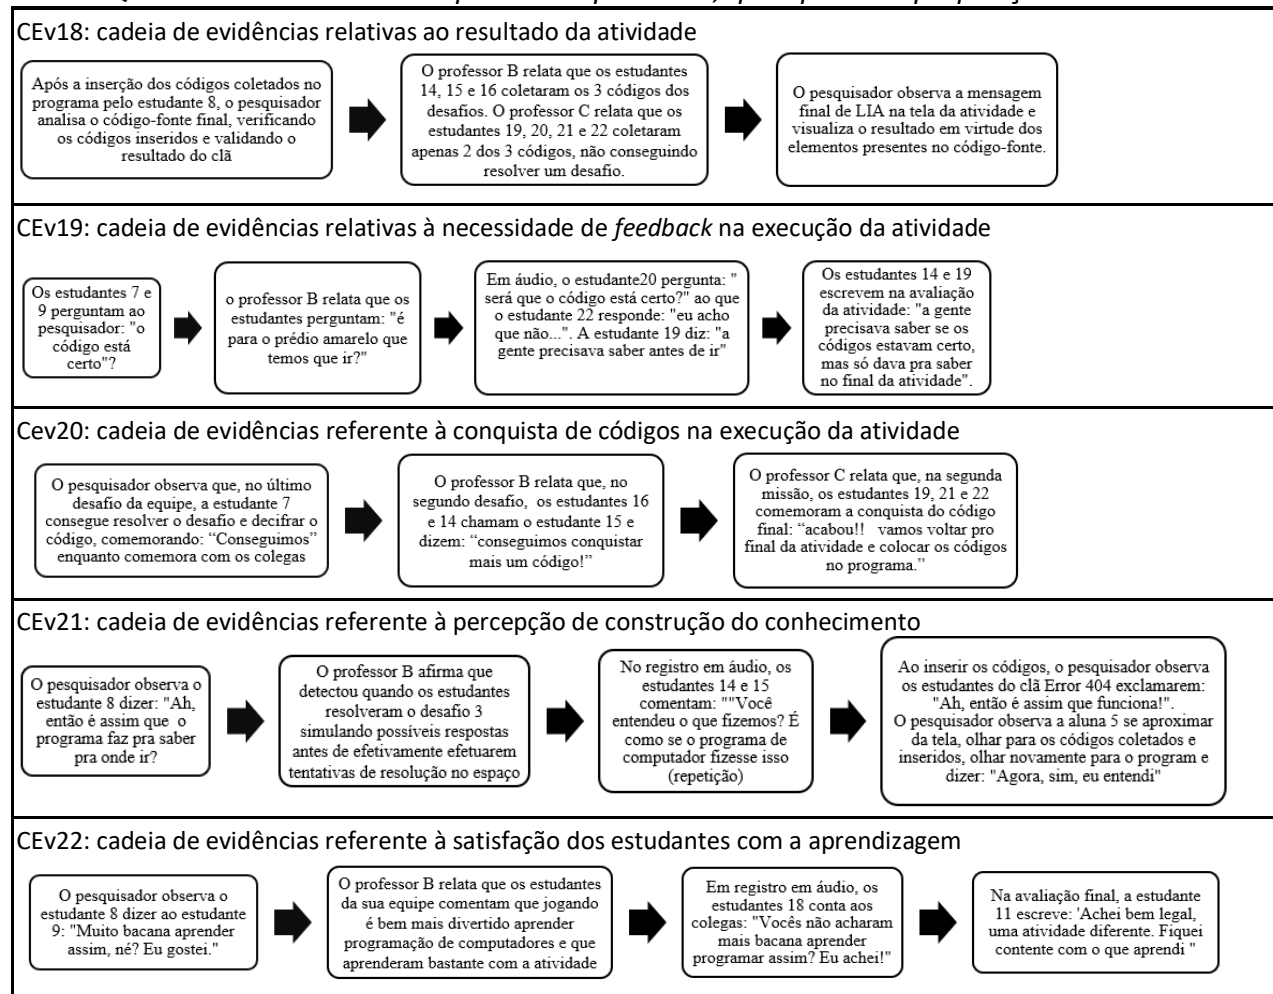 CEv18: cadeia de evidências relativas ao resultado da atividade
Após a inserção dos códigos coletados no
programa pelo estudante 8, o pesquisador
analisa o código-fonte final, verificando
os códigos inseridos e validando o
resultado do clã
O professor B relata que os estudantes
14, 15 e 16 coletaram os 3 códigos dos
desafios. O professor C relata que os
estudantes 19, 20, 21 e 22 coletaram
apenas 2 dos 3 códigos, não conseguindo
resolver um desafio.
O pesquisador observa a mensagem
final de LIA na tela da atividade e
visualiza o resultado em virtude dos
elementos presentes no código-fonte.
CEv19: cadeia de evidências relativas à necessidade de feedback na execução da atividade
Os estudantes 7 e
9 perguntam ao
pesquisador: "o
código está
certo"?
o professor B relata que os
estudantes perguntam: "é
para o prédio amarelo que
temos que ir?"
Em áudio, o estudante20 pergunta: "
será que o código está certo?" ao que
o estudante 22 responde: "eu acho
que não...". A estudante 19 diz: "a
gente precisava saber antes de ir"
Os estudantes 14 e 19
escrevem na avaliação
da atividade: "a gente
precisava saber se os
códigos estavam certo,
mas só dava pra saber
no final da atividade".
Cev20: cadeia de evidências referente à conquista de códigos na execução da atividade
O pesquisador observa que, no último
desafio da equipe, a estudante 7
consegue resolver o desafio e decifrar o
código, comemorando: “Conseguimos”
enquanto comemora com os colegas
O professor B relata que, no
segundo desafio, os estudantes 16
e 14 chamam o estudante 15 e
dizem: “conseguimos conquistar
mais um código!”
O professor C relata que, na segunda
missão, os estudantes 19, 21 e 22
comemoram a conquista do código
final: “acabou!! vamos voltar pro
final da atividade e colocar os códigos
no programa.”
CEv21: cadeia de evidências referente à percepção de construção do conhecimento
O pesquisador observa o
estudante 8 dizer: "Ah,
então é assim que o
programa faz pra saber
pra onde ir?
O professor B afirma que
detectou quando os estudantes
resolveram o desafio 3
simulando possíveis respostas
antes de efetivamente efetuarem
tentativas de resolução no espaço
No registro em áudio, os
estudantes 14 e 15
comentam: ""Você
entendeu o que fizemos? É
como se o programa de
computador fizesse isso
(repetição)
Ao inserir os códigos, o pesquisador observa
os estudantes do clã Error 404 exclamarem:
"Ah, então é assim que funciona!".
O pesquisador observa a aluna 5 se aproximar
da tela, olhar para os códigos coletados e
inseridos, olhar novamente para o program e
dizer: "Agora, sim, eu entendi"
CEv22: cadeia de evidências referente à satisfação dos estudantes com a aprendizagem
O pesquisador observa o
estudante 8 dizer ao estudante
9: "Muito bacana aprender
assim, né? Eu gostei."
O professor B relata que os estudantes
da sua equipe comentam que jogando
é bem mais divertido aprender
programação de computadores e que
aprenderam bastante com a atividade
Em registro em áudio, os
estudantes 18 conta aos
colegas: "Vocês não acharam
mais bacana aprender
programar assim? Eu achei!"
Na avaliação final, a estudante
11 escreve: 'Achei bem legal,
uma atividade diferente. Fiquei
contente com o que aprendi "